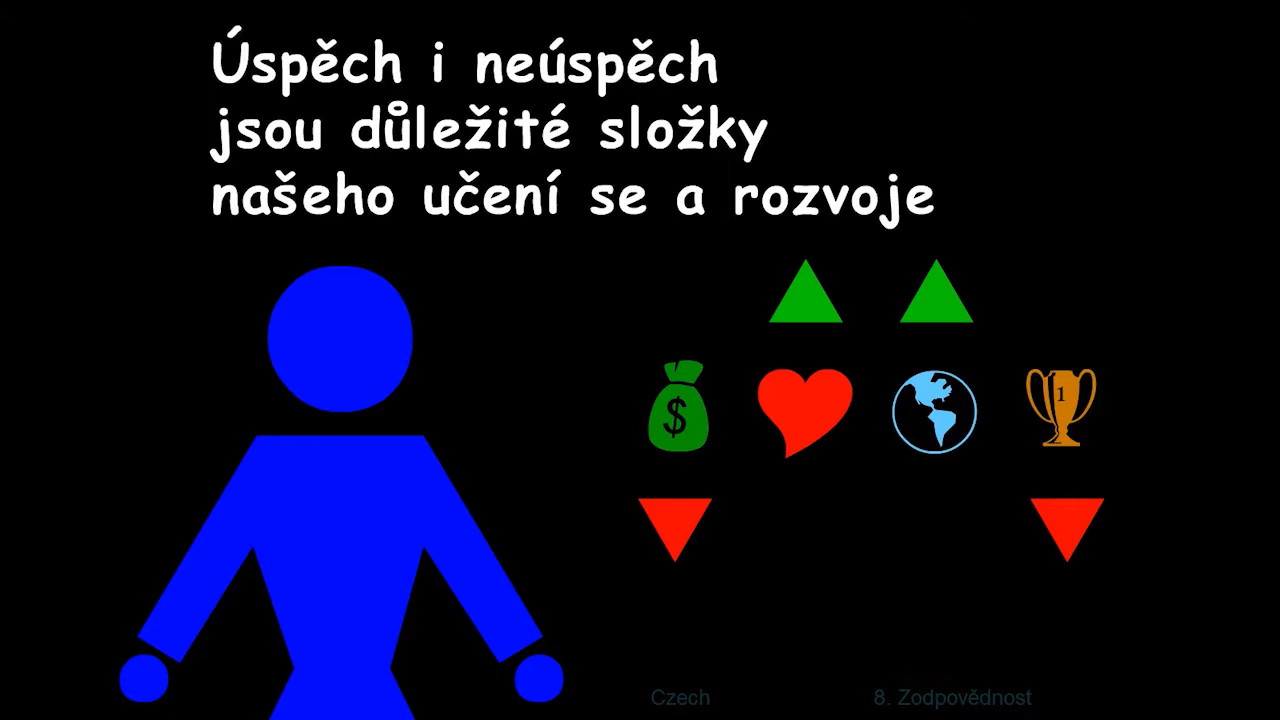 Úspěch i neúspěch
jsou důležité složky
našeho učení se a rozvoje
$
1
Czech
8. Zodpovědnost